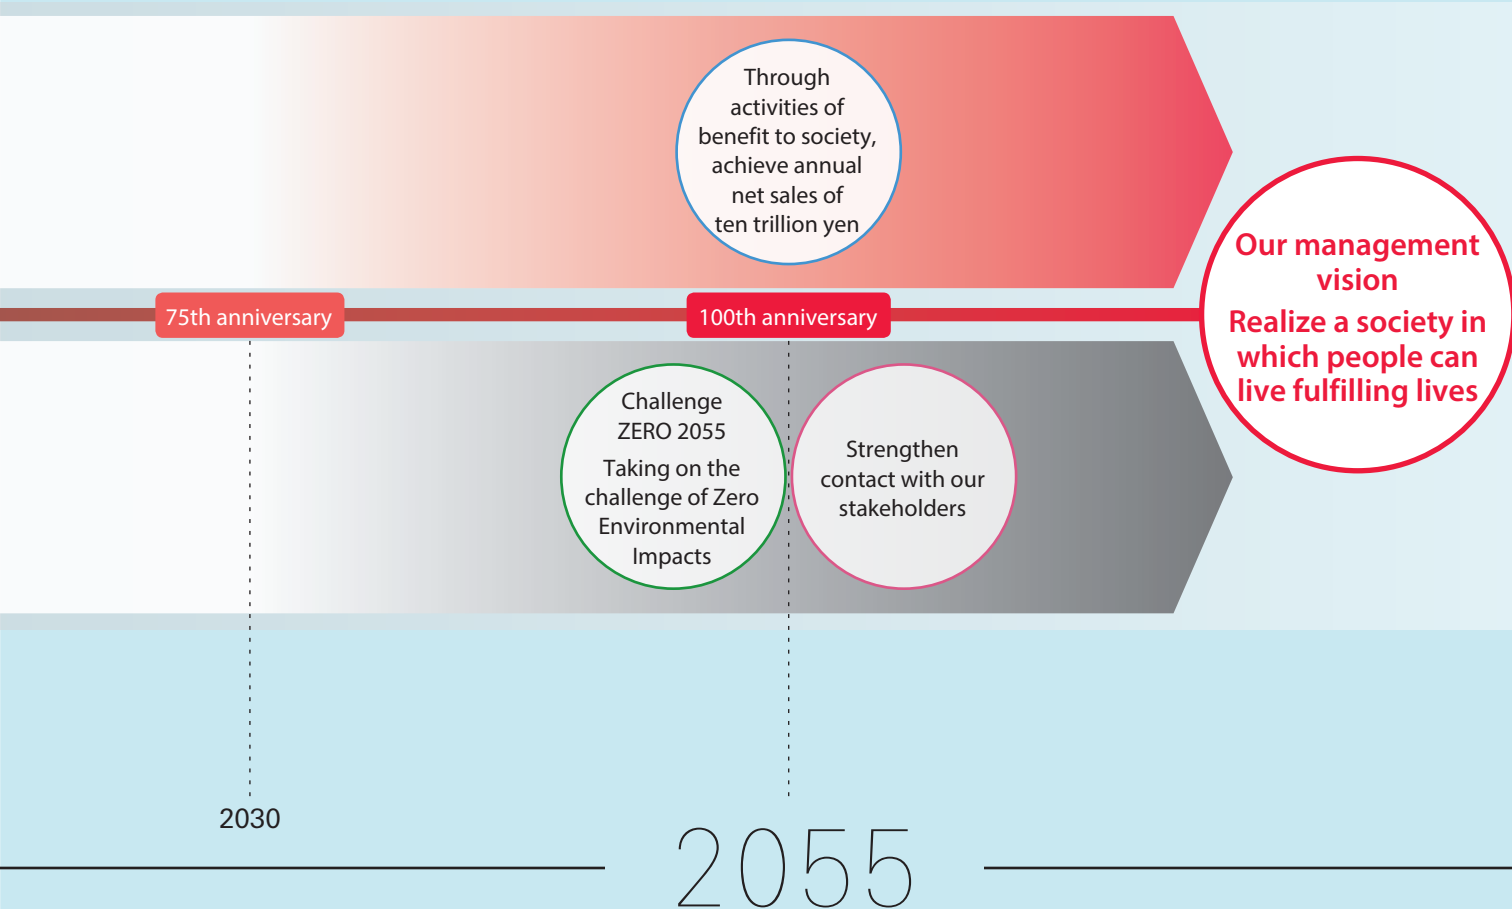 Through
activities of
benefit to society,
achieve annual
net sales of
ten trillion yen
Our management
vision
Realize a society in
which people can
live fulfilling lives
75th anniversary
100th anniversary
Challenge
ZERO 2055
Taking on the
challenge of Zero
Environmental
Impacts
Strengthen
contact with our
stakeholders
2030
2055